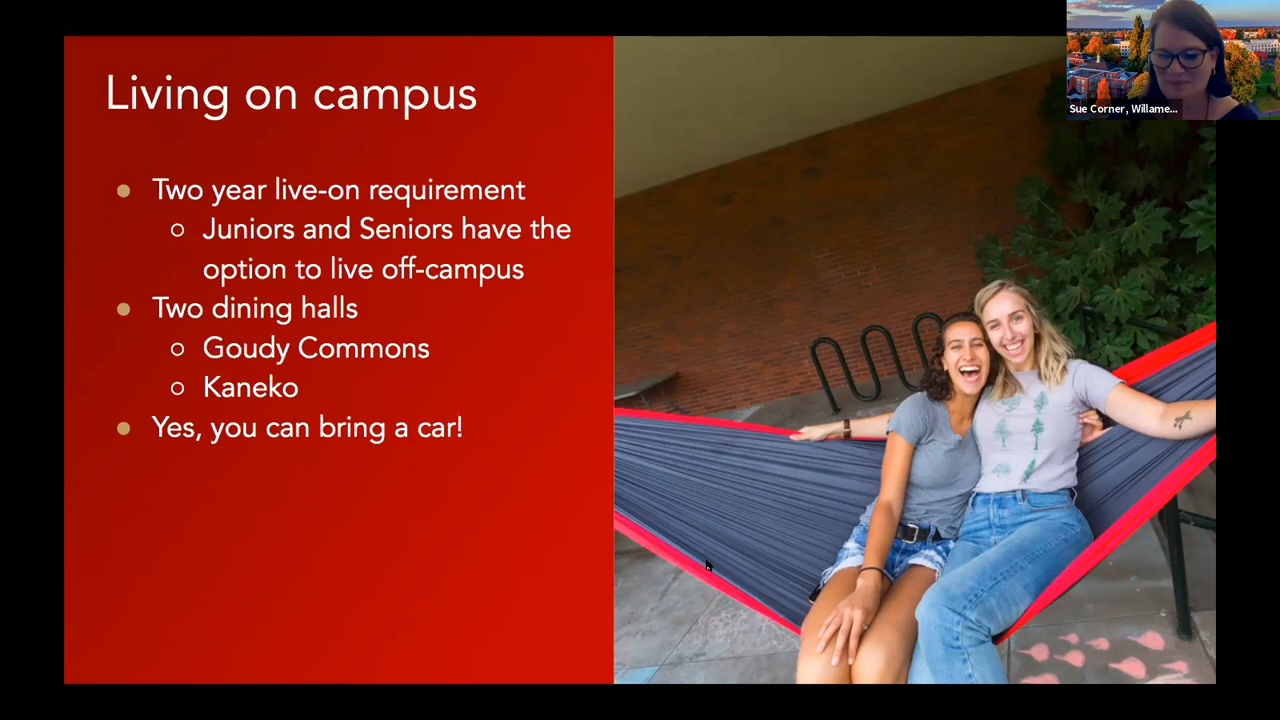 Living on campus
Two year live-on requirement
Juniors and Seniors have the
option to live off-campus
Two dining halls
Goudy Commons
Kaneko
Yes, you can bring a car!
Sue Corner, Willame...